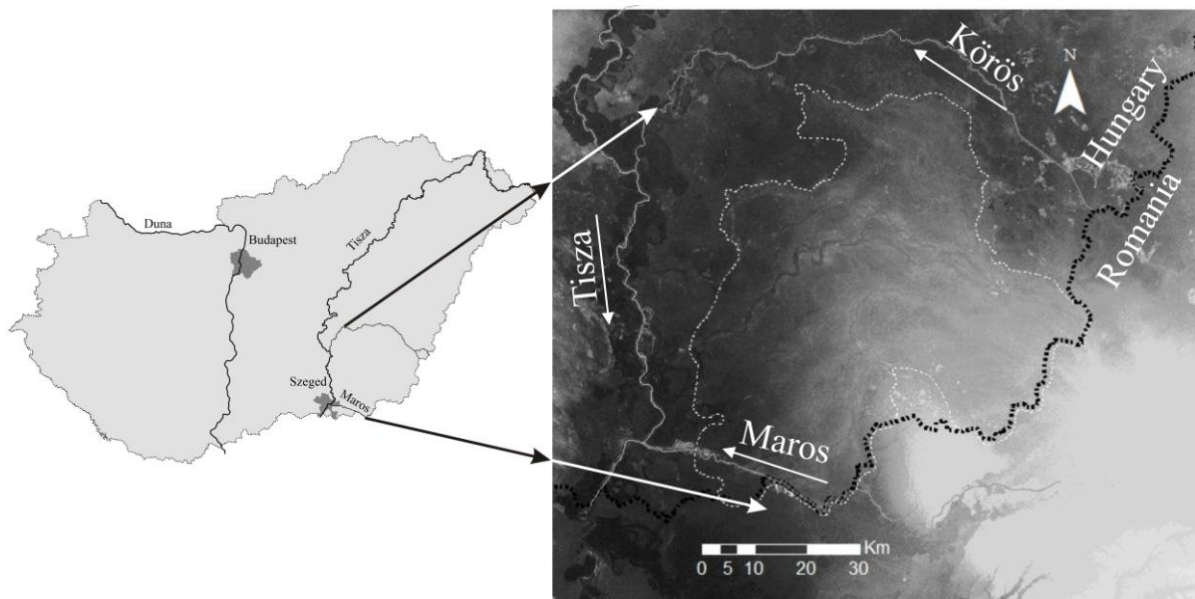 Duna
Budapest
Tisza
Szeged
Maros
Körös
N
Hungary
Romania
Tisza
Maros
Km
0 5 10 20 30